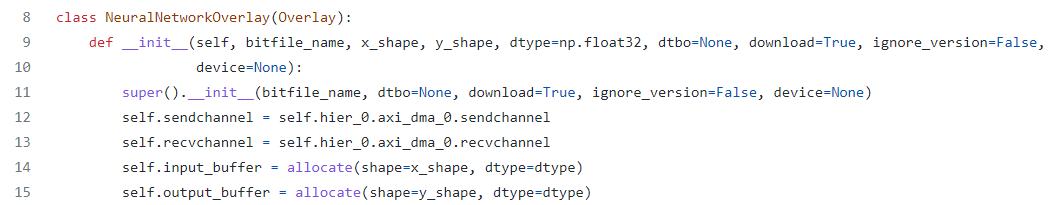 8 class NeuralNetworkOverlay(Overlay):
9     def __init__(self, bitfile_name, x_shape, y_shape, dtype=np.float32, dtbo=None, download=True, ignore_version=False,
10                  device=None):
11         super().__init__(bitfile_name, dtbo=None, download=True, ignore_version=False, device=None)
12         self.sendchannel = self.hier_0.axi_dma_0.sendchannel
13         self.recvchannel = self.hier_0.axi_dma_0.recvchannel
14         self.input_buffer = allocate(shape=x_shape, dtype=dtype)
15         self.output_buffer = allocate(shape=y_shape, dtype=dtype)